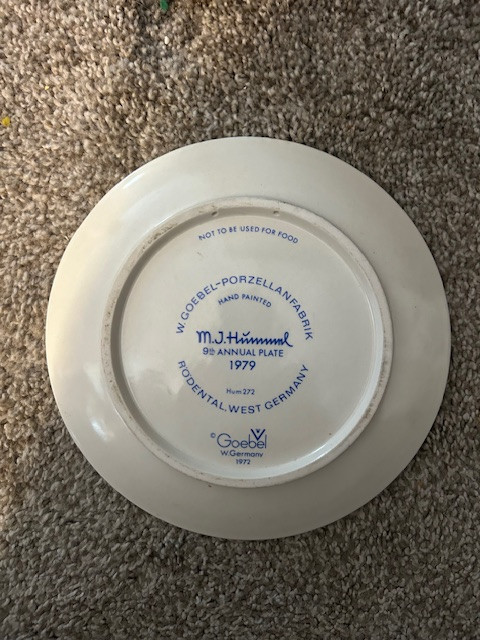 NOT TO BE USED FOR FOOD
W. GOEBEL-PORZELLANFABRIK
HAND PAINTED
M.J.Hummel
9th ANNUAL PLATE
1979
Hum 272
RÖDENTAL, WEST GERMANY
© Goebel
W. Germany
1972